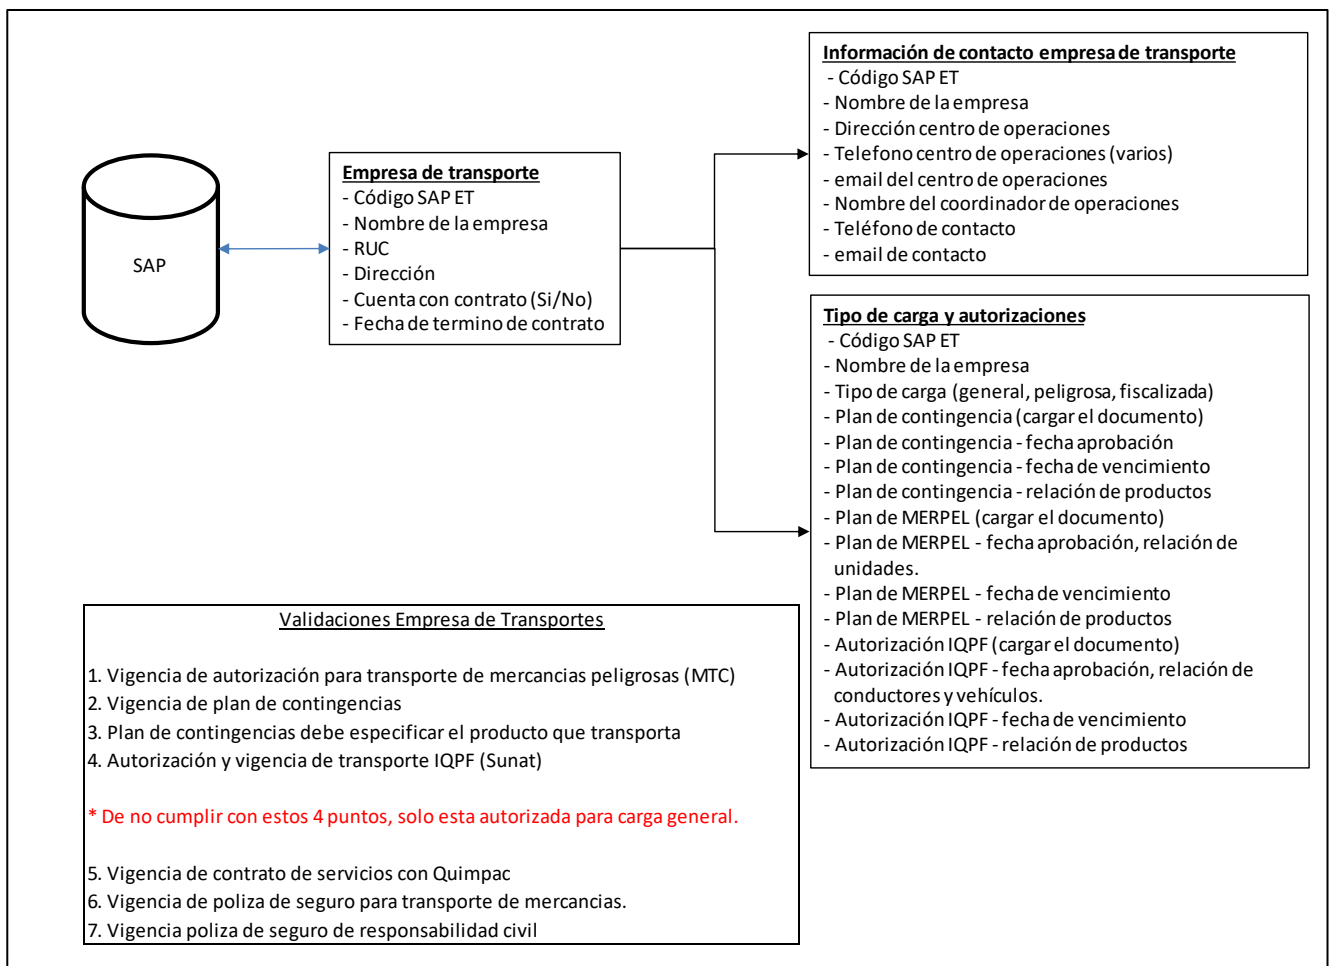 SAP
Empresa de transporte
- Código SAP ET
- Nombre de la empresa
- RUC
- Dirección
- Cuenta con contrato (Si/No)
- Fecha de termino de contrato
Información de contacto empresa de transporte
- Código SAP ET
- Nombre de la empresa
- Dirección centro de operaciones
- Telefono centro de operaciones (varios)
- email del centro de operaciones
- Nombre del coordinador de operaciones
- Teléfono de contacto
- email de contacto
Tipo de carga y autorizaciones
- Código SAP ET
- Nombre de la empresa
- Tipo de carga (general, peligrosa, fiscalizada)
- Plan de contingencia (cargar el documento)
- Plan de contingencia - fecha aprobación
- Plan de contingencia - fecha de vencimiento
- Plan de contingencia - relación de productos
- Plan de MERPEL (cargar el documento)
- Plan de MERPEL - fecha aprobación, relación de
unidades.
- Plan de MERPEL - fecha de vencimiento
- Plan de MERPEL - relación de productos
- Autorización IQPF (cargar el documento)
- Autorización IQPF - fecha aprobación, relación de
conductores y vehículos.
- Autorización IQPF - fecha de vencimiento
- Autorización IQPF - relación de productos
Validaciones Empresa de Transportes
1. Vigencia de autorización para transporte de mercancias peligrosas (MTC)
2. Vigencia de plan de contingencias
3. Plan de contingencias debe especificar el producto que transporta
4. Autorización y vigencia de transporte IQPF (Sunat)
* De no cumplir con estos 4 puntos, solo esta autorizada para carga general.
5. Vigencia de contrato de servicios con Quimpac
6. Vigencia de poliza de seguro para transporte de mercancias.
7. Vigencia poliza de seguro de responsabilidad civil